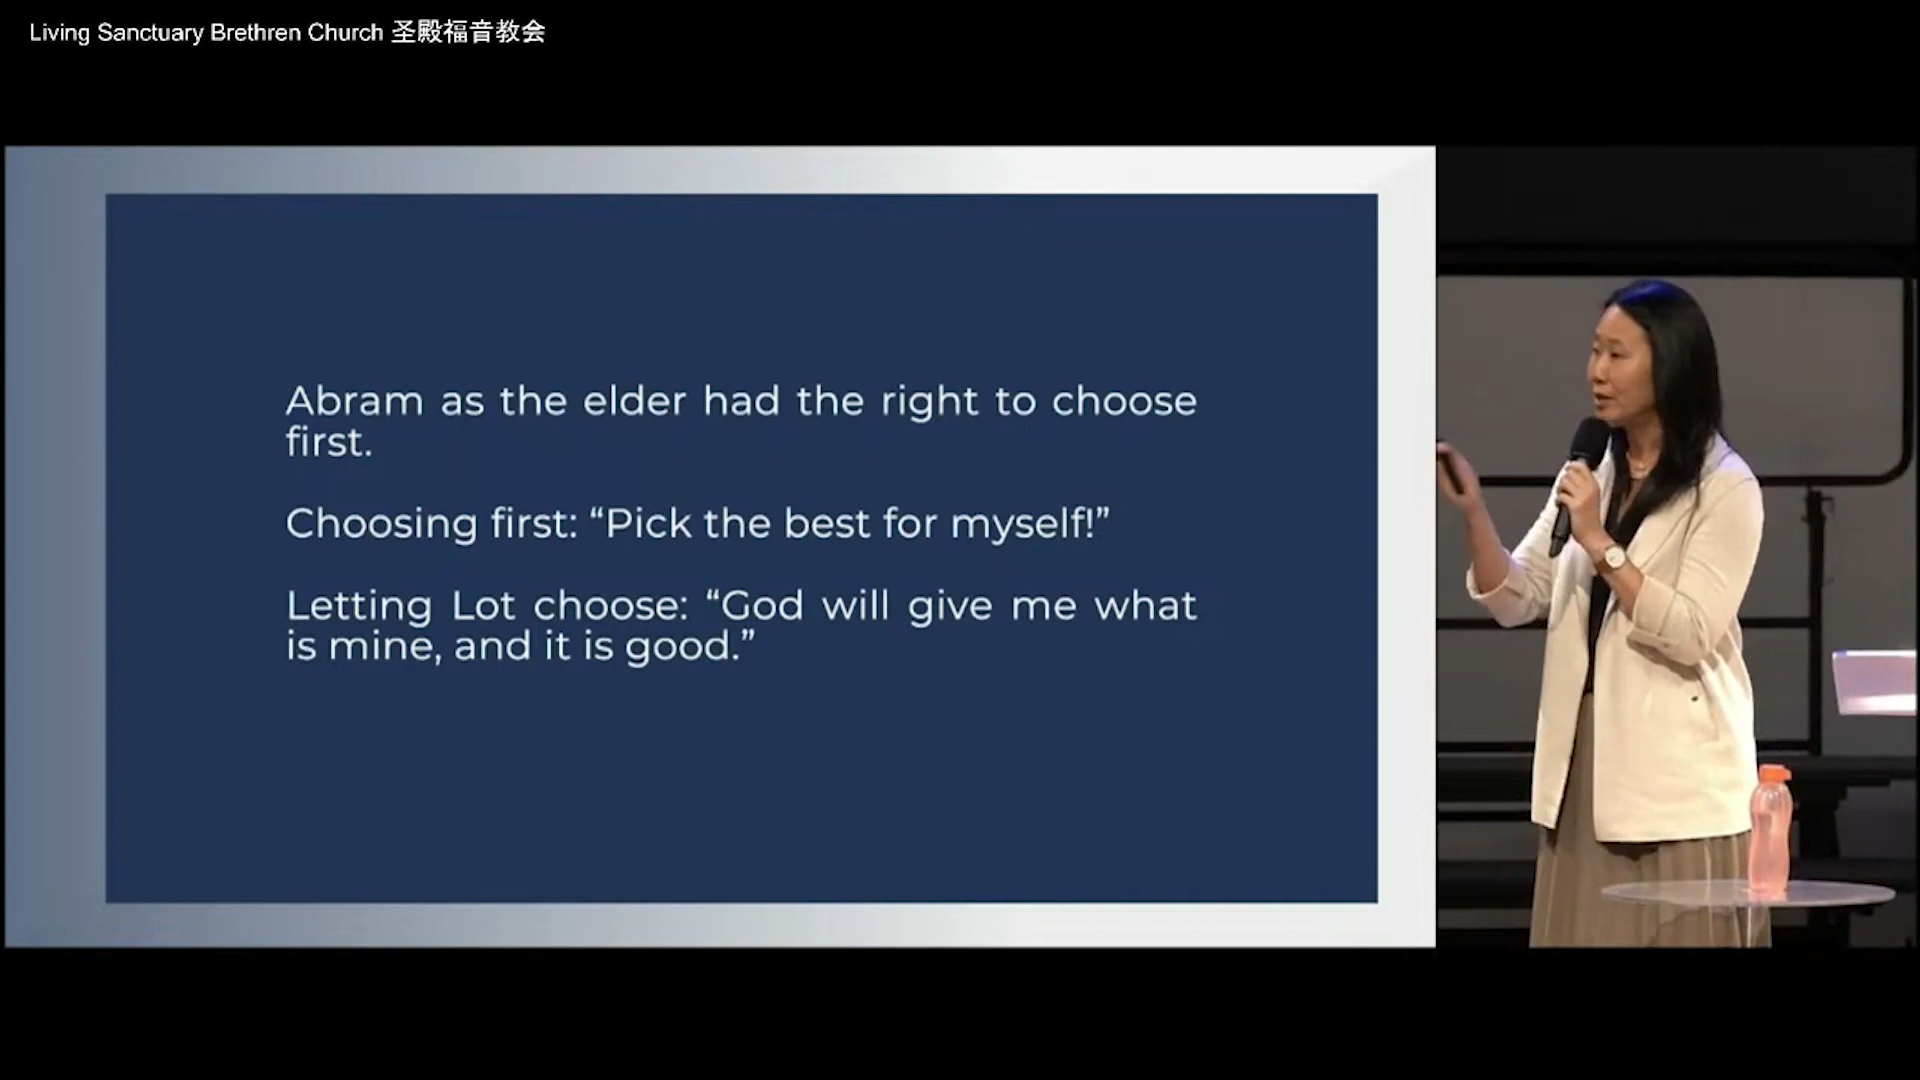 Living Sanctuary Brethren Church 圣殿福音教会
Abram as the elder had the right to choose
first.
Choosing first: “Pick the best for myself!”
Letting Lot choose: “God will give me what
is mine, and it is good.”